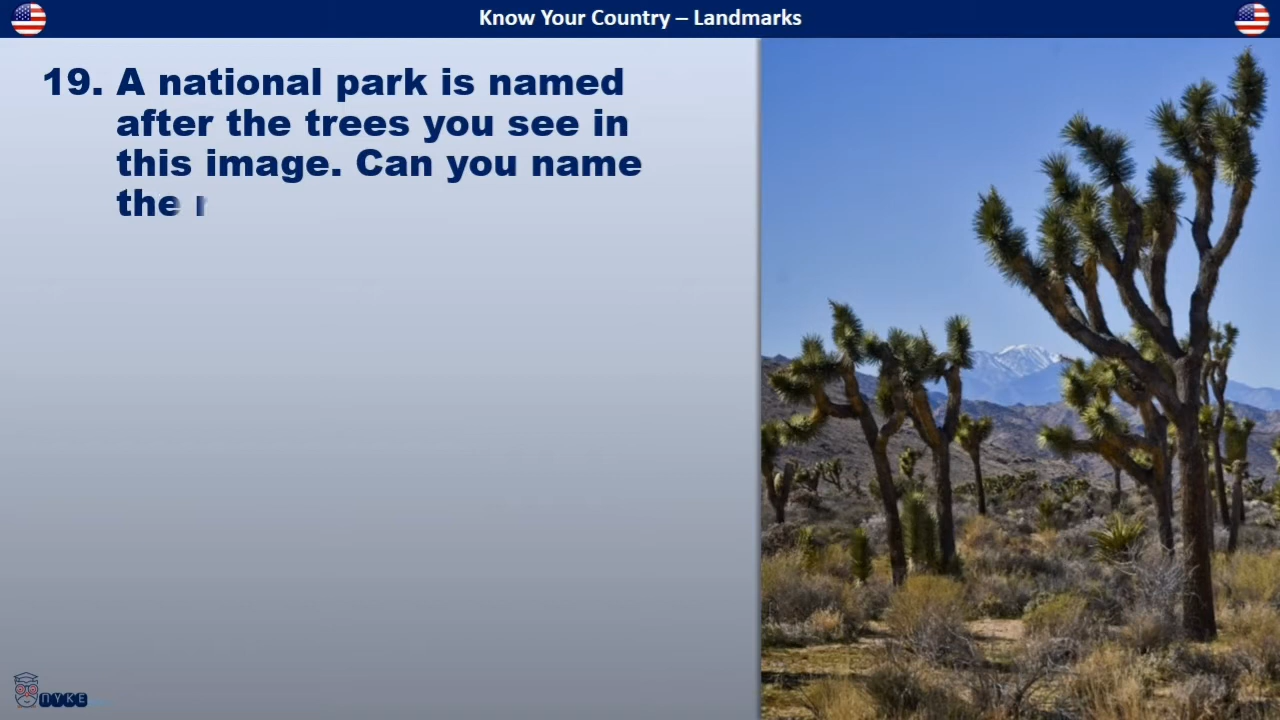 Know Your Country – Landmarks
19. A national park is named
after the trees you see in
this image. Can you name
the
NYKE